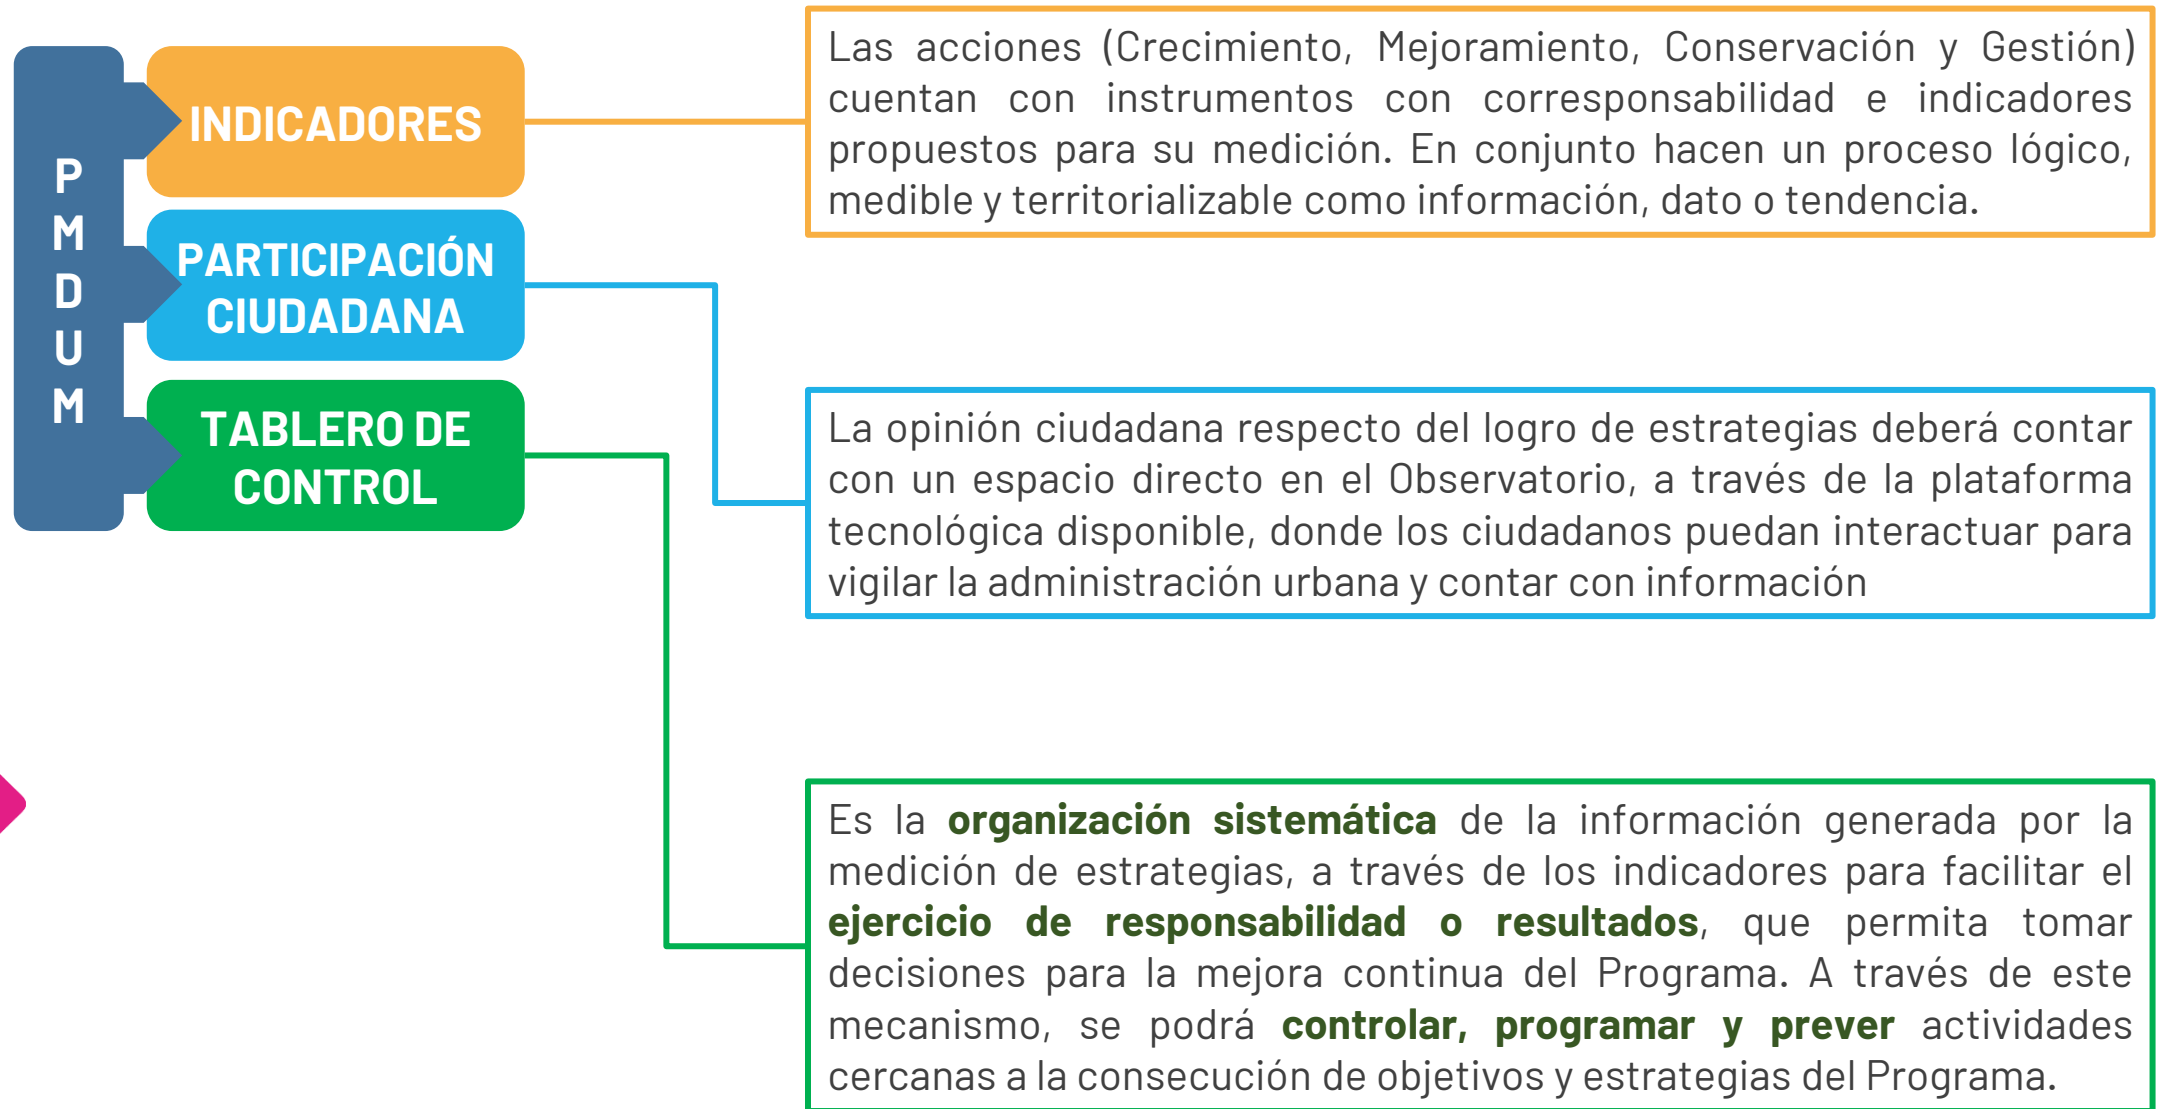 P
M
D
U
M
INDICADORES
Las acciones (Crecimiento, Mejoramiento, Conservación y Gestión)
cuentan con instrumentos con corresponsabilidad e indicadores
propuestos para su medición. En conjunto hacen un proceso lógico,
medible y territorializable como información, dato o tendencia.
PARTICIPACIÓN
CIUDADANA
La opinión ciudadana respecto del logro de estrategias deberá contar
con un espacio directo en el Observatorio, a través de la plataforma
tecnológica disponible, donde los ciudadanos puedan interactuar para
vigilar la administración urbana y contar con información
TABLERO DE
CONTROL
Es la organización sistemática de la información generada por la
medición de estrategias, a través de los indicadores para facilitar el
ejercicio de responsabilidad o resultados, que permita tomar
decisiones para la mejora continua del Programa. A través de este
mecanismo, se podrá controlar, programar y prever actividades
cercanas a la consecución de objetivos y estrategias del Programa.